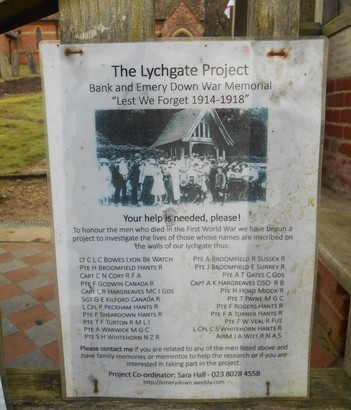 The Lychgate Project
Bank and Emery Down War Memorial
"Lest We Forget 1914-1918"
Your help is needed, please!
To honour the men who died in the First World War we have begun a
project to investigate the lives of those whose names are inscribed on
the walls of our lychgate thus:
Lt C L C Bowes Lyon Bk Watch
Pte H Broomfield Hants R
Capt C N Cory R F A
Pte F Godwin Canada R
Capt L R Hargreaves MC I Gds
Sgt G E Kilford Canada R
L Cpl P Peckham Hants R
Pte F Sheardown Hants R
Pte T F Turton R M L I
Pte A Warwick M G C
Pte S H Whitehorn N Z R
Pte A Broomfield R Sussex R
Pte J Broomfield E Surrey R
Pte A T Gates C Gds
Capt A K Hargreaves DSO R B
Pte H Hoad Middx R
Pte T Payne M G C
Pte F Rogers Hants R
Pte F A Turner Hants R
Pte F W Veal R Fus
L Cpl C S Whitehorn Hants R
AirM J A Witt R N A S
Please contact me if you are related to any of the men listed above and
have family memories or mementos to help the research or if you are
interested in taking part in the project.
Project Co-ordinator; Sara Hall - 023 8028 4558
http://emerydown.weebly.com